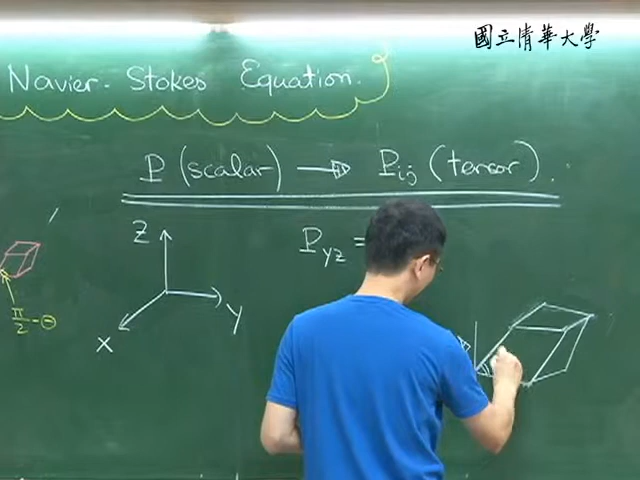 國立清華大學
Navier-Stokes Equation.
P (scalar) → Pij (tensor).
Z
Pyz =
π/2 - θ
Y
X